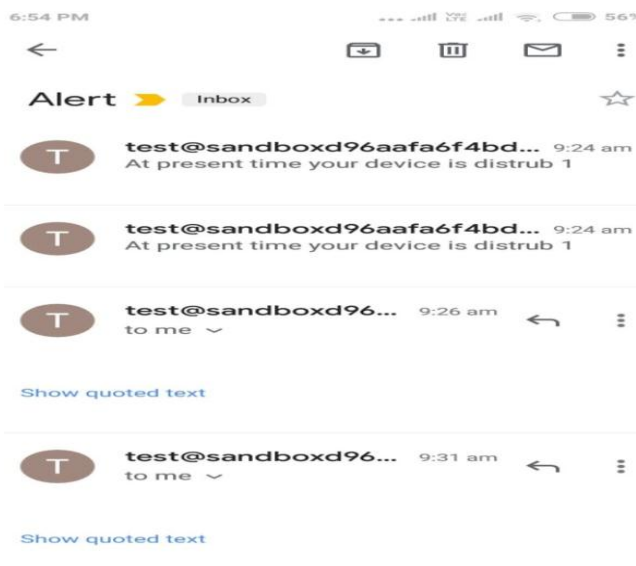 6:54 PM VoLTE 56%
Alert Inbox
T test@sandboxd96aafa6f4bd... 9:24 am
At present time your device is distrub 1
T test@sandboxd96aafa6f4bd... 9:24 am
At present time your device is distrub 1
T test@sandboxd96... 9:26 am
to me
Show quoted text
T test@sandboxd96... 9:31 am
to me
Show quoted text